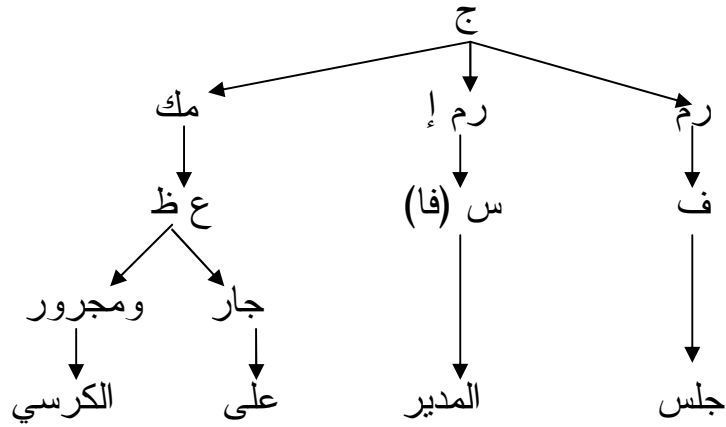 ج
رم رم إ مك
ف س (فا) ع ظ
جار ومجرور
جلس المدير على الكرسي